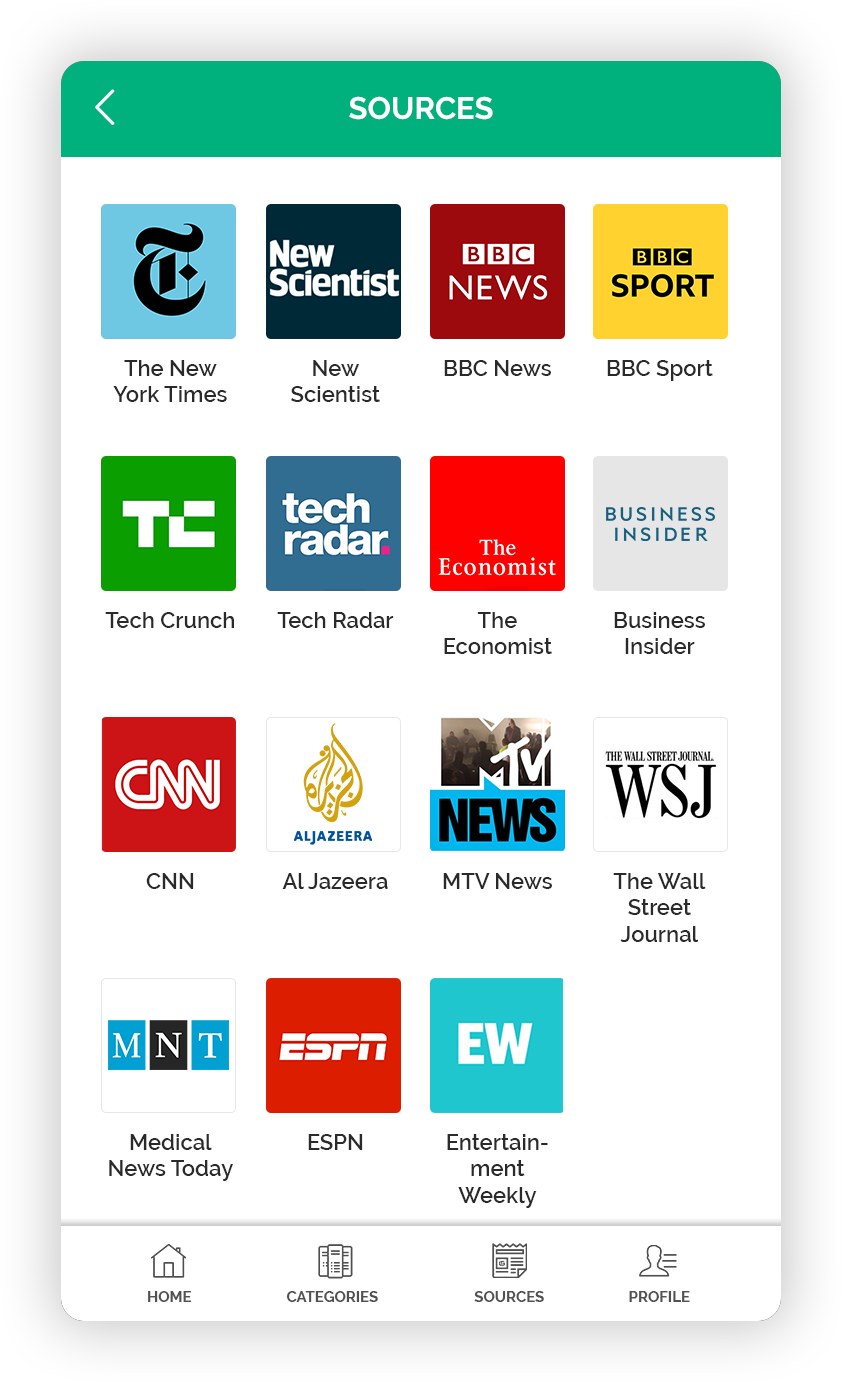 SOURCES
T
New
Scientist
BBC
NEWS
BBC
SPORT
The New
York Times
New
Scientist
BBC News
BBC Sport
TC
tech
radar.
The
Economist
BUSINESS
INSIDER
Tech Crunch
Tech Radar
The
Economist
Business
Insider
CNN
الجزيرة
ALJAZEERA
MTV
NEWS
THE WALL STREET JOURNAL.
WSJ
CNN
Al Jazeera
MTV News
The Wall
Street
Journal
MNT
ESPN
EW
Medical
News Today
ESPN
Entertain-
ment
Weekly
HOME
CATEGORIES
SOURCES
PROFILE